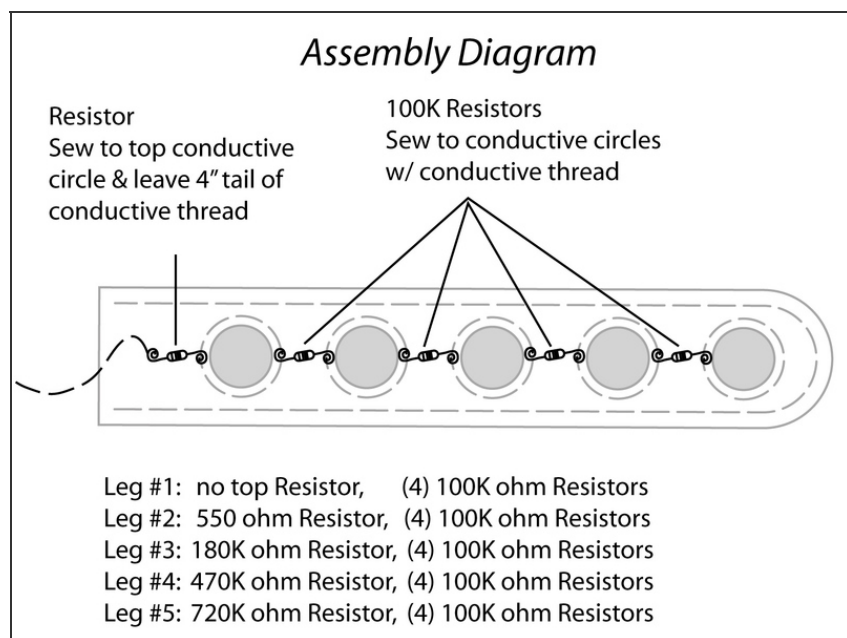 Assembly Diagram
Resistor
Sew to top conductive
circle & leave 4” tail of
conductive thread
100K Resistors
Sew to conductive circles
w/ conductive thread
Leg #1: no top Resistor, (4) 100K ohm Resistors
Leg #2: 550 ohm Resistor, (4) 100K ohm Resistors
Leg #3: 180K ohm Resistor, (4) 100K ohm Resistors
Leg #4: 470K ohm Resistor, (4) 100K ohm Resistors
Leg #5: 720K ohm Resistor, (4) 100K ohm Resistors